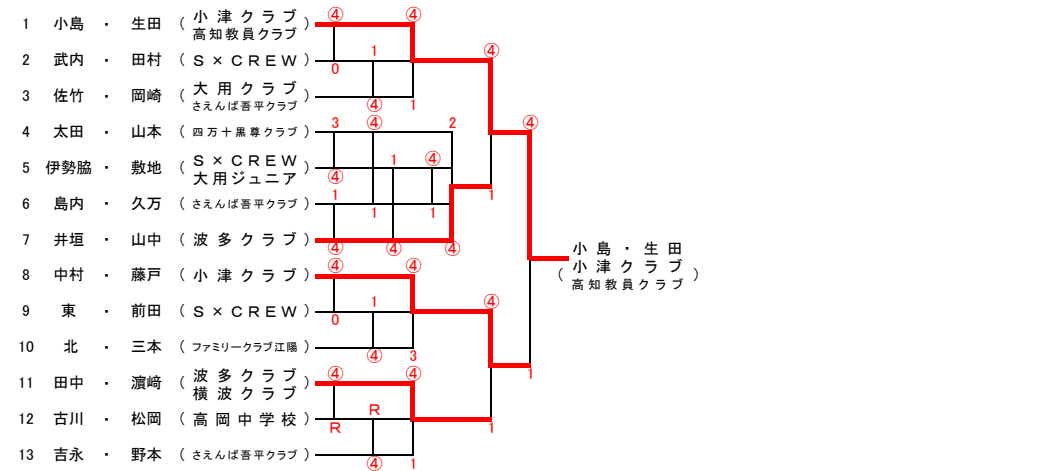 小津クラブ ④ ④
1 小島 ・ 生田 ( )
高知教員クラブ
1 ④
2 武内 ・ 田村 ( S×CREW )
0
大用クラブ
3 佐竹 ・ 岡崎 ( )
さえんば吾平クラブ ④ 1
3 ④ 2 ④
4 太田 ・ 山本 ( 四万十黒尊クラブ )
S×CREW 1 ④
5 伊勢脇 ・ 敷地 ( )
大用ジュニア ④
1 1
6 島内 ・ 久万 ( さえんば吾平クラブ )
1 1
7 井垣 ・ 山中 ( 波多クラブ )
④ ④ ④
小島・生田
小津クラブ
( )
高知教員クラブ
④ ④
8 中村 ・ 藤戸 ( 小津クラブ )
1 ④
9 東 ・ 前田 ( S×CREW )
0
10 北 ・ 三本 ( ファミリークラブ江陽 )
④ 3
波多クラブ ④ ④ 1
11 田中 ・ 濵﨑 ( )
横波クラブ
R
12 古川 ・ 松岡 ( 高岡中学校 )
R 1
13 吉永 ・ 野本 ( さえんば吾平クラブ )
④ 1